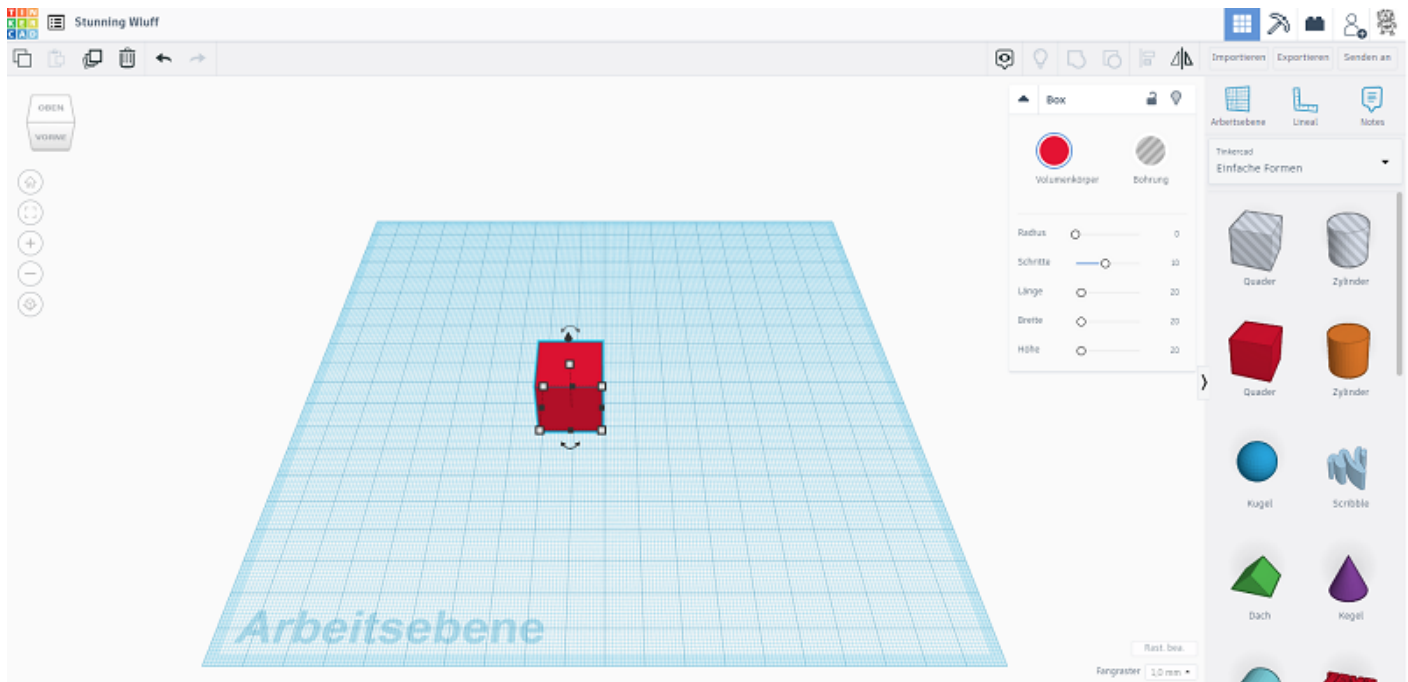 TIN
KER
CAD
Stunning Wluff
Importieren Exportieren Senden an
OBEN
VORNE
Box
Volumenkörper Bohrung
Radius 0
Schritte 10
Länge 20
Breite 20
Höhe 20
Arbeitsebene Lineal Notes
Tinkercad
Einfache Formen
Quader Zylinder
Quader Zylinder
Kugel Scribble
Dach Kegel
Arbeitsebene
Rast. bea.
Fangraster 1,0 mm